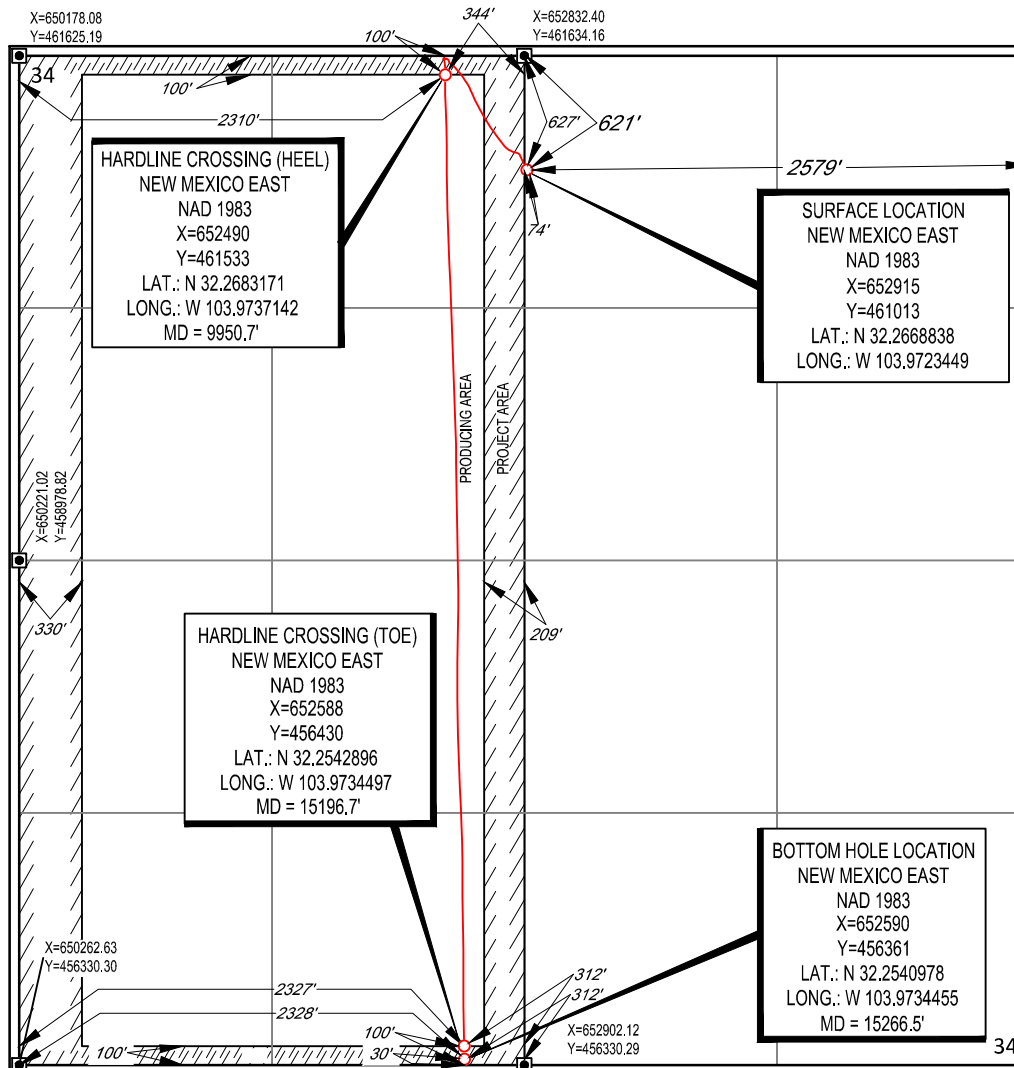 X=650178.08
Y=461625.19
344'
X=652832.40
Y=461634.16
100'
34
100'
2310'
627'
621'
2579'
74'
HARDLINE CROSSING (HEEL)
NEW MEXICO EAST
NAD 1983
X=652490
Y=461533
LAT.: N 32.2683171
LONG.: W 103.9737142
MD = 9950.7'
SURFACE LOCATION
NEW MEXICO EAST
NAD 1983
X=652915
Y=461013
LAT.: N 32.2668838
LONG.: W 103.9723449
PRODUCING AREA
PROJECT AREA
X=650221.02
Y=458978.82
330'
209'
HARDLINE CROSSING (TOE)
NEW MEXICO EAST
NAD 1983
X=652588
Y=456430
LAT.: N 32.2542896
LONG.: W 103.9734497
MD = 15196.7'
BOTTOM HOLE LOCATION
NEW MEXICO EAST
NAD 1983
X=652590
Y=456361
LAT.: N 32.2540978
LONG.: W 103.9734455
MD = 15266.5'
X=650262.63
Y=456330.30
2327'
2328'
312'
312'
100'
100'
30'
X=652902.12
Y=456330.29
34